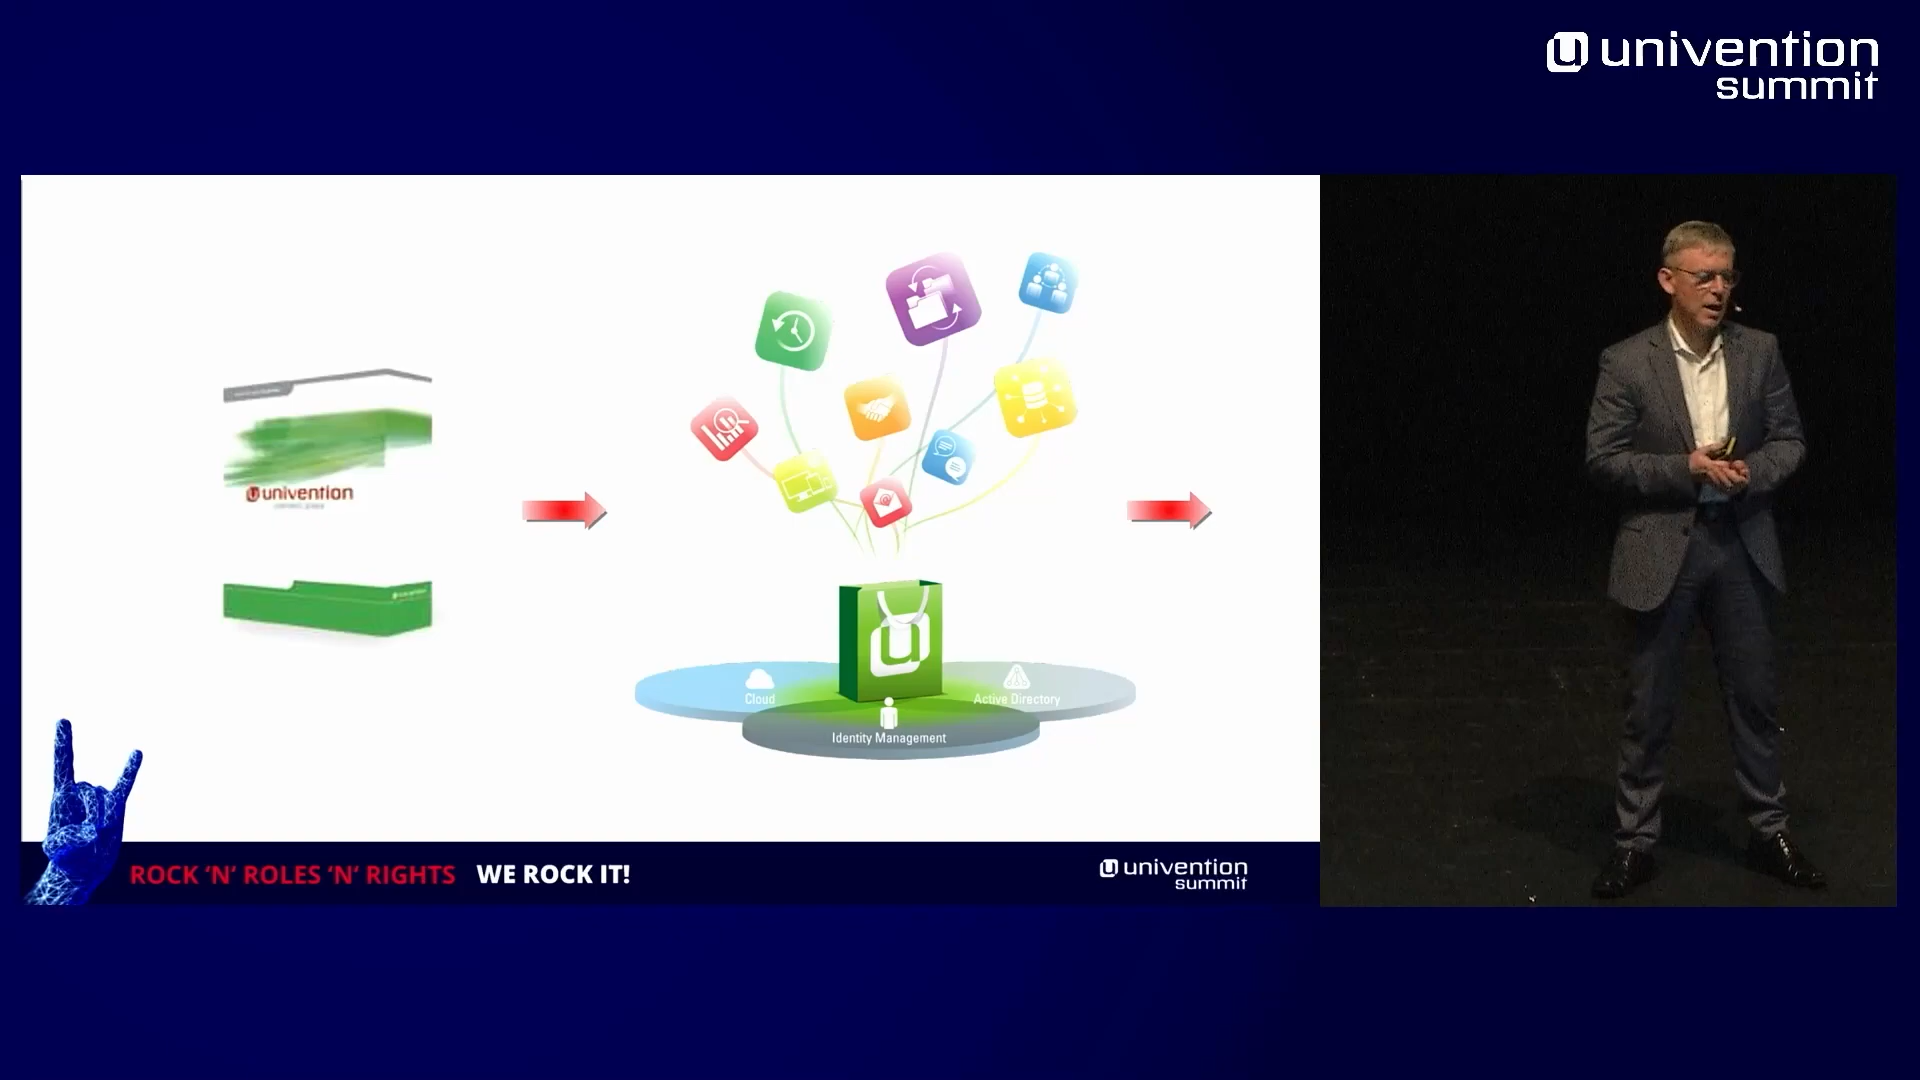 univention
summit
univention
Cloud
Active Directory
Identity Management
ROCK ‘N’ ROLES ‘N’ RIGHTS WE ROCK IT!
univention
summit